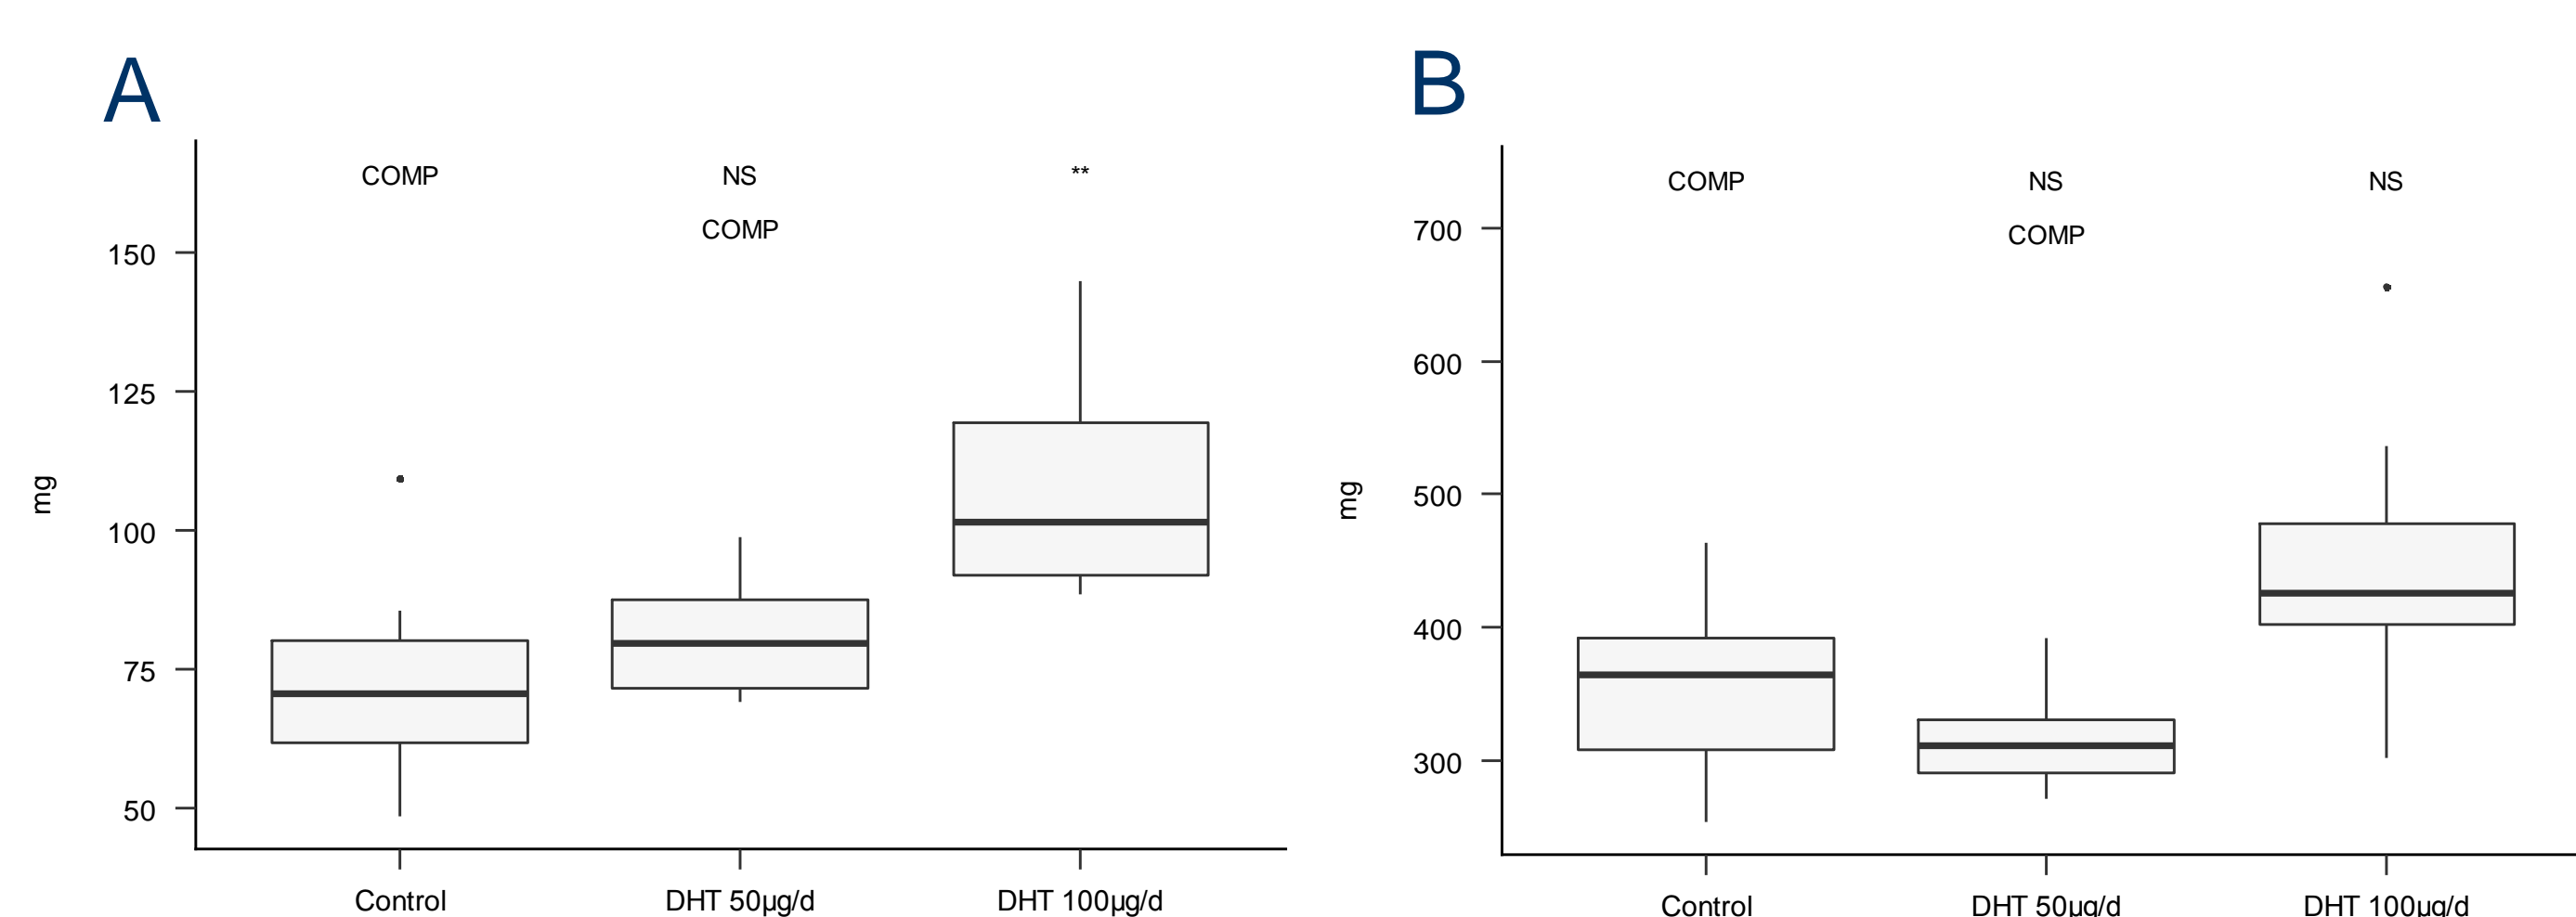 A
COMP NS **
COMP
150
125
100
75
50
mg
Control DHT 50µg/d DHT 100µg/d
B
COMP NS NS
COMP
700
600
500
400
300
mg
Control DHT 50µg/d DHT 100µg/d